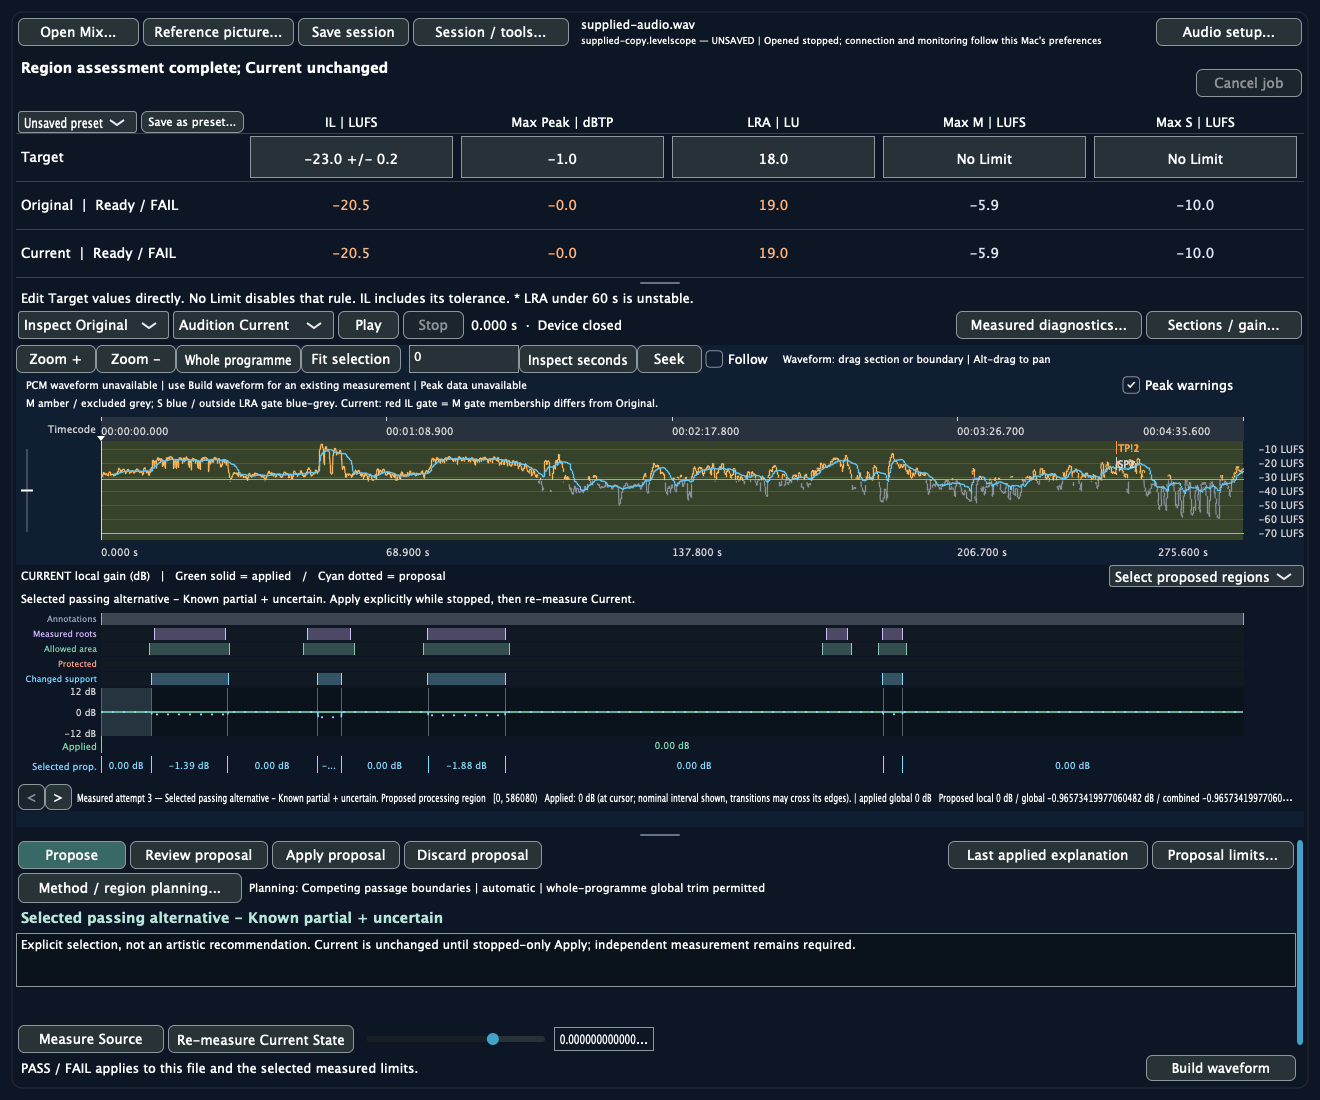 Open Mix... Reference picture... Save session Session / tools... supplied-audio.wav Audio setup...
supplied-copy.levelscope — UNSAVED | Opened stopped; connection and monitoring follow this Mac's preferences
Region assessment complete; Current unchanged
Cancel job
Unsaved preset Save as preset... IL | LUFS Max Peak | dBTP LRA | LU Max M | LUFS Max S | LUFS
Target -23.0 +/- 0.2 -1.0 18.0 No Limit No Limit
Original | Ready / FAIL -20.5 -0.0 19.0 -5.9 -10.0
Current | Ready / FAIL -20.5 -0.0 19.0 -5.9 -10.0
Edit Target values directly. No Limit disables that rule. IL includes its tolerance. * LRA under 60 s is unstable.
Inspect Original Audition Current Play Stop 0.000 s · Device closed Measured diagnostics... Sections / gain...
Zoom + Zoom - Whole programme Fit selection 0 Inspect seconds Seek Follow Waveform: drag section or boundary | Alt-drag to pan
PCM waveform unavailable | use Build waveform for an existing measurement | Peak data unavailable Peak warnings
M amber / excluded grey; S blue / outside LRA gate blue-grey. Current: red IL gate = M gate membership differs from Original.
Timecode 00:00:00.000 00:01:08.900 00:02:17.800 00:03:26.700 00:04:35.600
TP!2
-10 LUFS
-20 LUFS
-30 LUFS
-40 LUFS
-50 LUFS
-60 LUFS
-70 LUFS
0.000 s 68.900 s 137.800 s 206.700 s 275.600 s
CURRENT local gain (dB) | Green solid = applied / Cyan dotted = proposal Select proposed regions
Selected passing alternative - Known partial + uncertain. Apply explicitly while stopped, then re-measure Current.
Annotations
Measured roots
Allowed area
Protected
Changed support
12 dB
0 dB
-12 dB
Applied 0.00 dB
Selected prop. 0.00 dB -1.39 dB 0.00 dB -... 0.00 dB -1.88 dB 0.00 dB 0.00 dB
< > Measured attempt 3 — Selected passing alternative - Known partial + uncertain. Proposed processing region [0, 586080) Applied: 0 dB (at cursor; nominal interval shown, transitions may cross its edges). | applied global 0 dB Proposed local 0 dB / global -0.96573419977060482 dB / combined -0.96573419977060...
Propose Review proposal Apply proposal Discard proposal Last applied explanation Proposal limits...
Method / region planning... Planning: Competing passage boundaries | automatic | whole-programme global trim permitted
Selected passing alternative - Known partial + uncertain
Explicit selection, not an artistic recommendation. Current is unchanged until stopped-only Apply; independent measurement remains required.
Measure Source Re-measure Current State 0.000000000000...
PASS / FAIL applies to this file and the selected measured limits. Build waveform